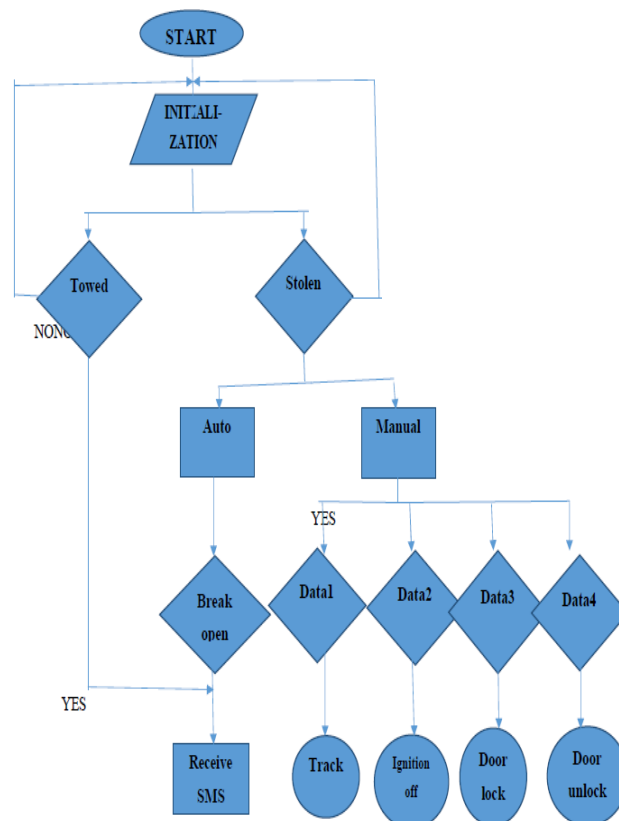 START
INITIALI-
ZATION
Towed
Stolen
NONO
Auto
Manual
YES
Break
open
Data1
Data2
Data3
Data4
YES
Receive
SMS
Track
Ignition
off
Door
lock
Door
unlock